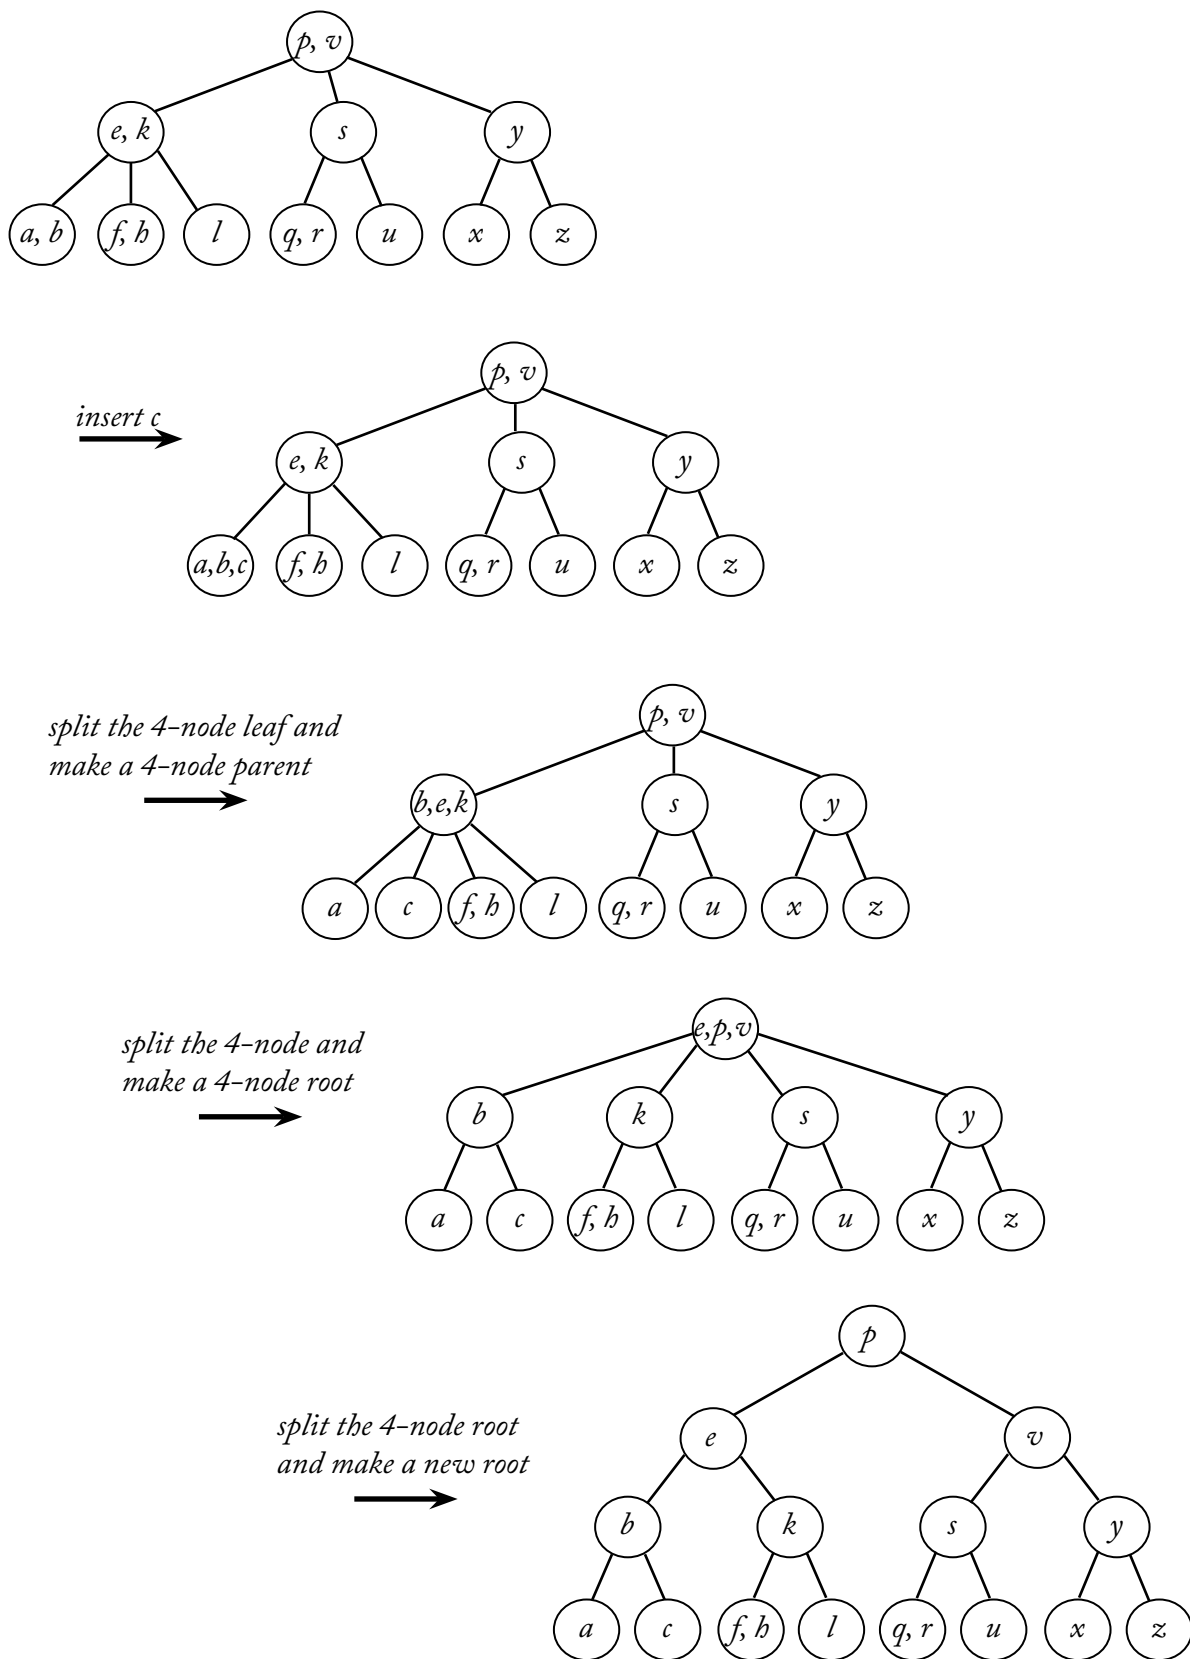 p, v
e, k s y
a, b f, h l q, r u x z
insert c
p, v
e, k s y
a,b,c f, h l q, r u x z
split the 4-node leaf and
make a 4-node parent
p, v
b,e,k s y
a c f, h l q, r u x z
split the 4-node and
make a 4-node root
e,p,v
b k s y
a c f, h l q, r u x z
split the 4-node root
and make a new root
p
e v
b k s y
a c f, h l q, r u x z